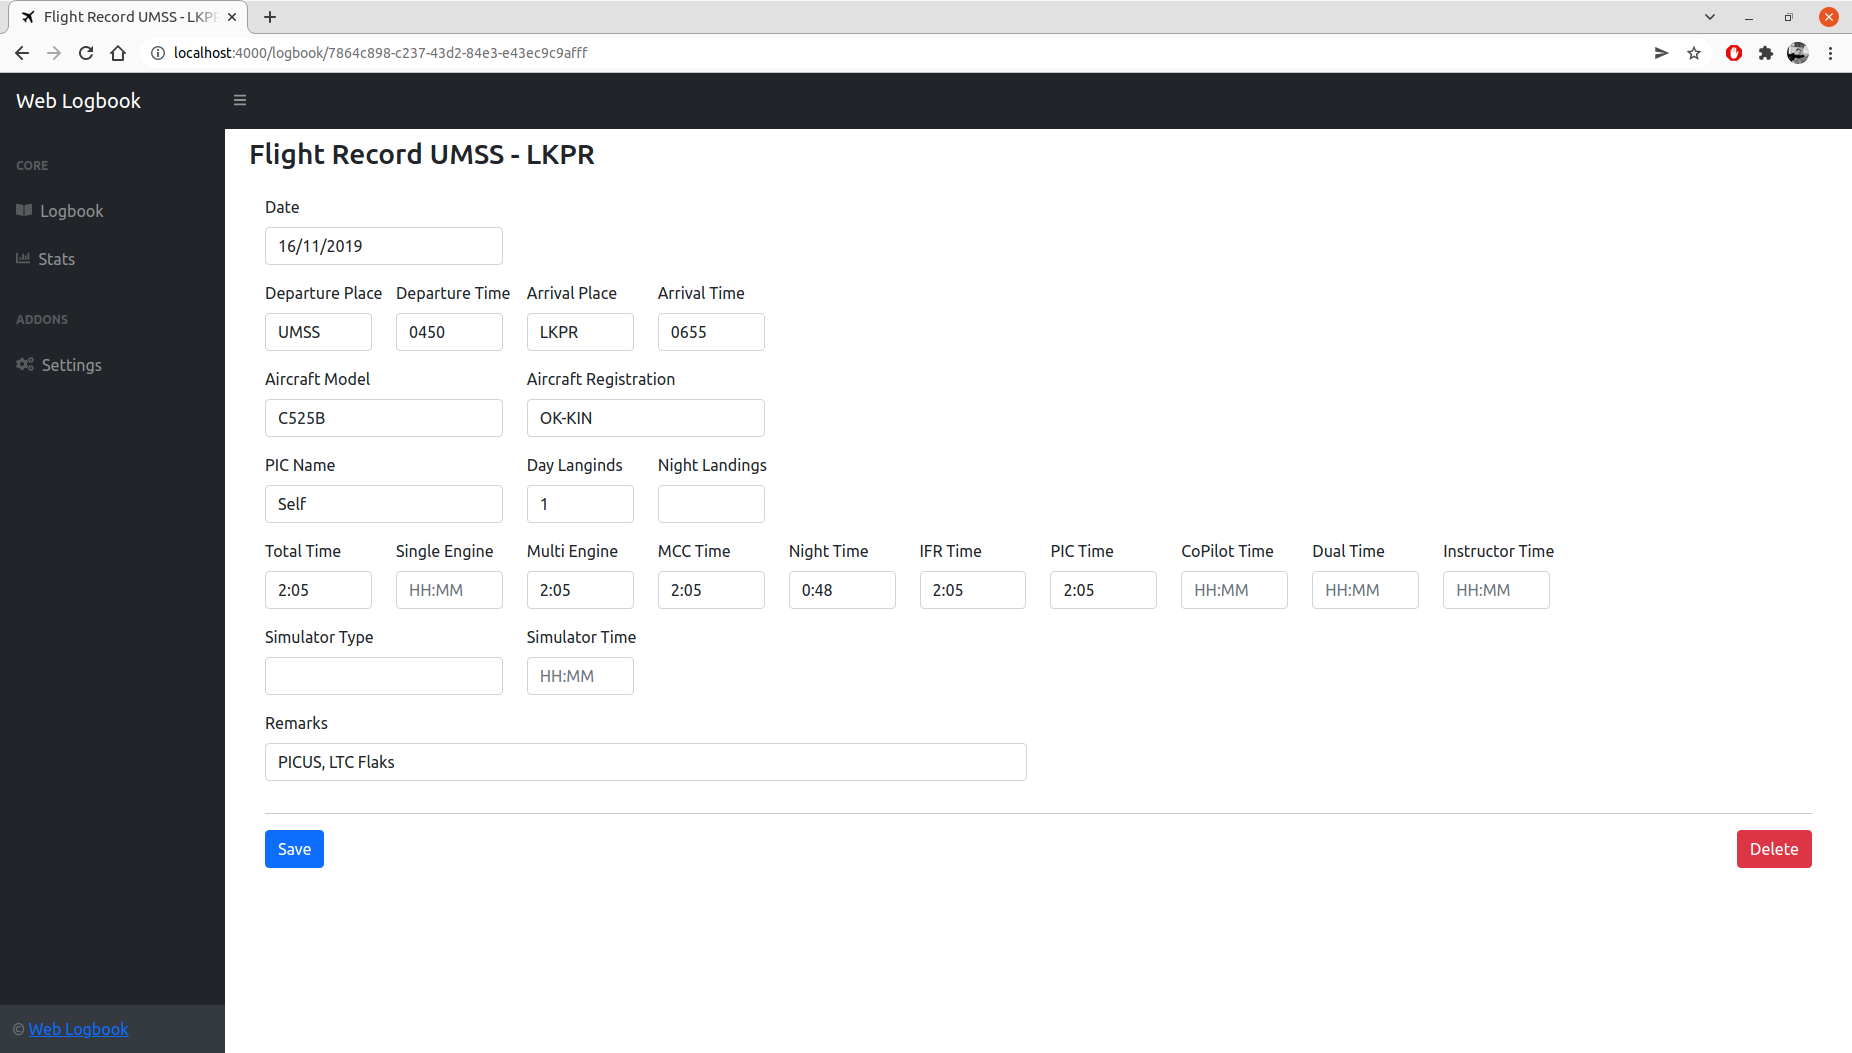 Flight Record UMSS - LKPR
localhost:4000/logbook/7864c898-c237-43d2-84e3-e43ec9c9afff
Web Logbook
CORE
Logbook
Stats
ADDONS
Settings
© Web Logbook
Flight Record UMSS - LKPR
Date
16/11/2019
Departure Place Departure Time Arrival Place Arrival Time
UMSS 0450 LKPR 0655
Aircraft Model Aircraft Registration
C525B OK-KIN
PIC Name Day Langinds Night Landings
Self 1
Total Time Single Engine Multi Engine MCC Time Night Time IFR Time PIC Time CoPilot Time Dual Time Instructor Time
2:05 HH:MM 2:05 2:05 0:48 2:05 2:05 HH:MM HH:MM HH:MM
Simulator Type Simulator Time
HH:MM
Remarks
PICUS, LTC Flaks
Save Delete